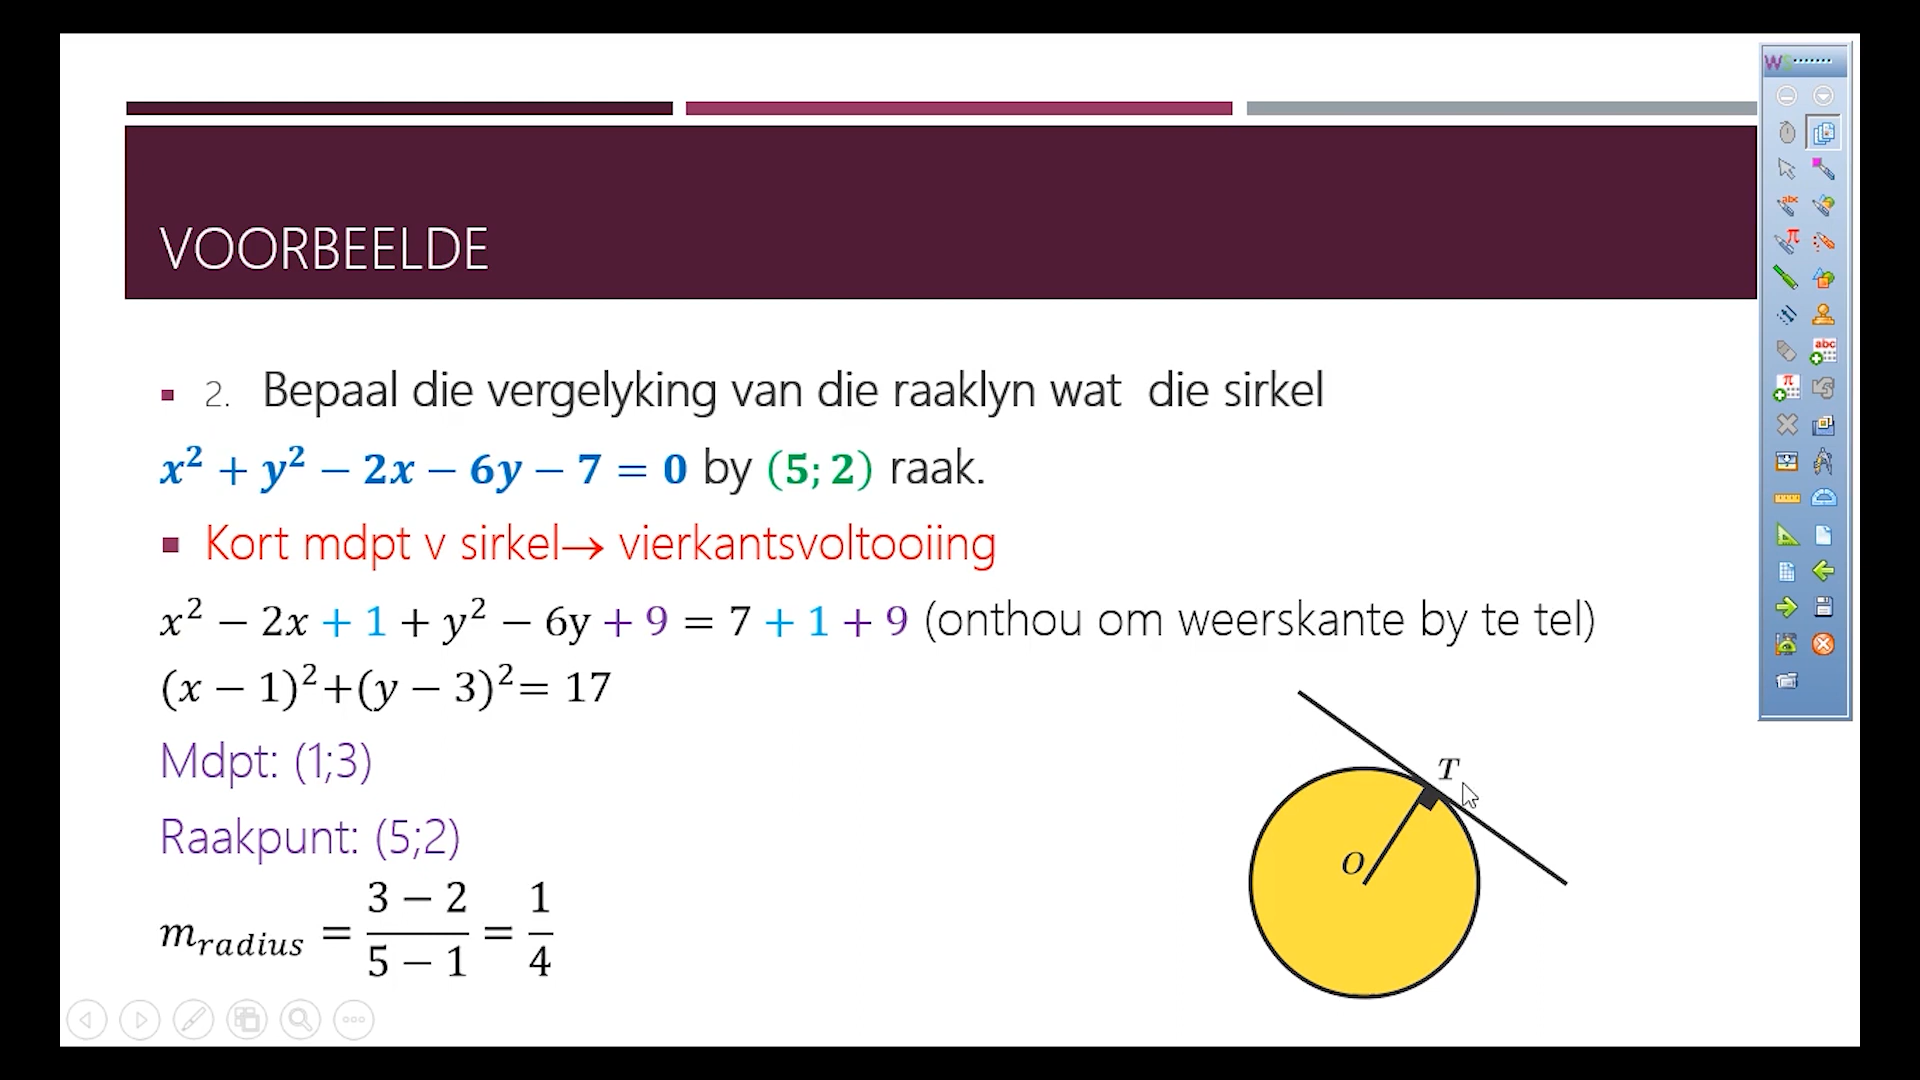 VOORBEELDE
2. Bepaal die vergelyking van die raaklyn wat die sirkel
x² + y² − 2x − 6y − 7 = 0 by (5; 2) raak.
Kort mdpt v sirkel→ vierkantsvoltooiing
x² − 2x + 1 + y² − 6y + 9 = 7 + 1 + 9 (onthou om weerskante by te tel)
(x − 1)²+(y − 3)²= 17
Mdpt: (1;3)
Raakpunt: (5;2)
m_radius = (3 − 2)/(5 − 1) = 1/4
T
O